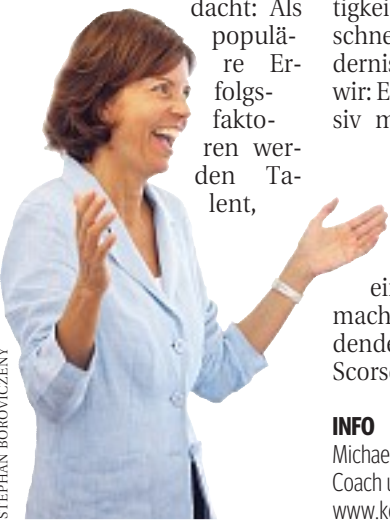 dacht: Als
populä-
re Er-
folgs-
fakto-
ren wer-
den Ta-
lent,
tigkei
schne
dernis
wir: E
siv m
ei
mach
dende
Scors
INFO
Michae
Coach u
www.k
STEPHAN BOROVICZENY